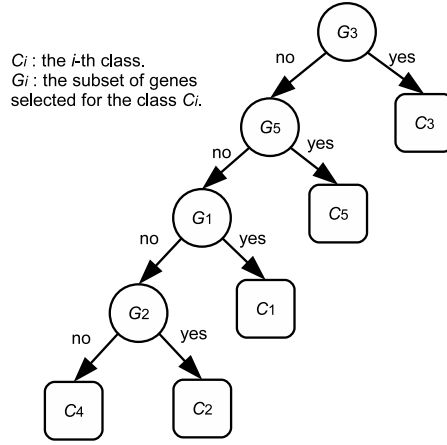 G3
no
yes
Ci : the i-th class.
Gi : the subset of genes
selected for the class Ci.
G5
C3
no
yes
G1
C5
no
yes
G2
C1
no
yes
C4
C2